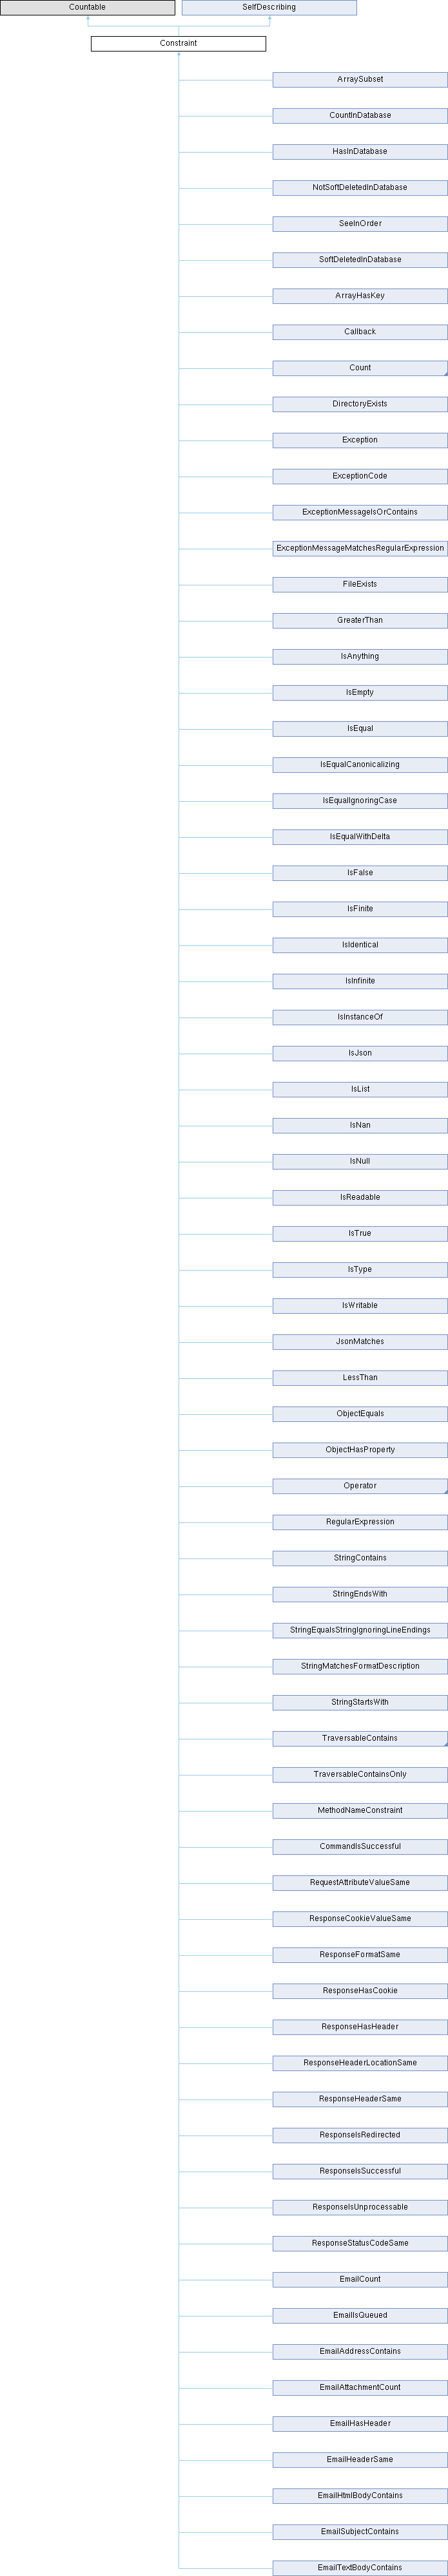 Countable
SelfDescribing
Constraint
ArraySubset
CountInDatabase
HasInDatabase
NotSoftDeletedInDatabase
SeeInOrder
SoftDeletedInDatabase
ArrayHasKey
Callback
Count
DirectoryExists
Exception
ExceptionCode
ExceptionMessageIsOrContains
ExceptionMessageMatchesRegularExpression
FileExists
GreaterThan
IsAnything
IsEmpty
IsEqual
IsEqualCanonicalizing
IsEqualIgnoringCase
IsEqualWithDelta
IsFalse
IsFinite
IsIdentical
IsInfinite
IsInstanceOf
IsJson
IsList
IsNan
IsNull
IsReadable
IsTrue
IsType
IsWritable
JsonMatches
LessThan
ObjectEquals
ObjectHasProperty
Operator
RegularExpression
StringContains
StringEndsWith
StringEqualsStringIgnoringLineEndings
StringMatchesFormatDescription
StringStartsWith
TraversableContains
TraversableContainsOnly
MethodNameConstraint
CommandIsSuccessful
RequestAttributeValueSame
ResponseCookieValueSame
ResponseFormatSame
ResponseHasCookie
ResponseHasHeader
ResponseHeaderLocationSame
ResponseHeaderSame
ResponseIsRedirected
ResponseIsSuccessful
ResponseIsUnprocessable
ResponseStatusCodeSame
EmailCount
EmailIsQueued
EmailAddressContains
EmailAttachmentCount
EmailHasHeader
EmailHeaderSame
EmailHtmlBodyContains
EmailSubjectContains
EmailTextBodyContains